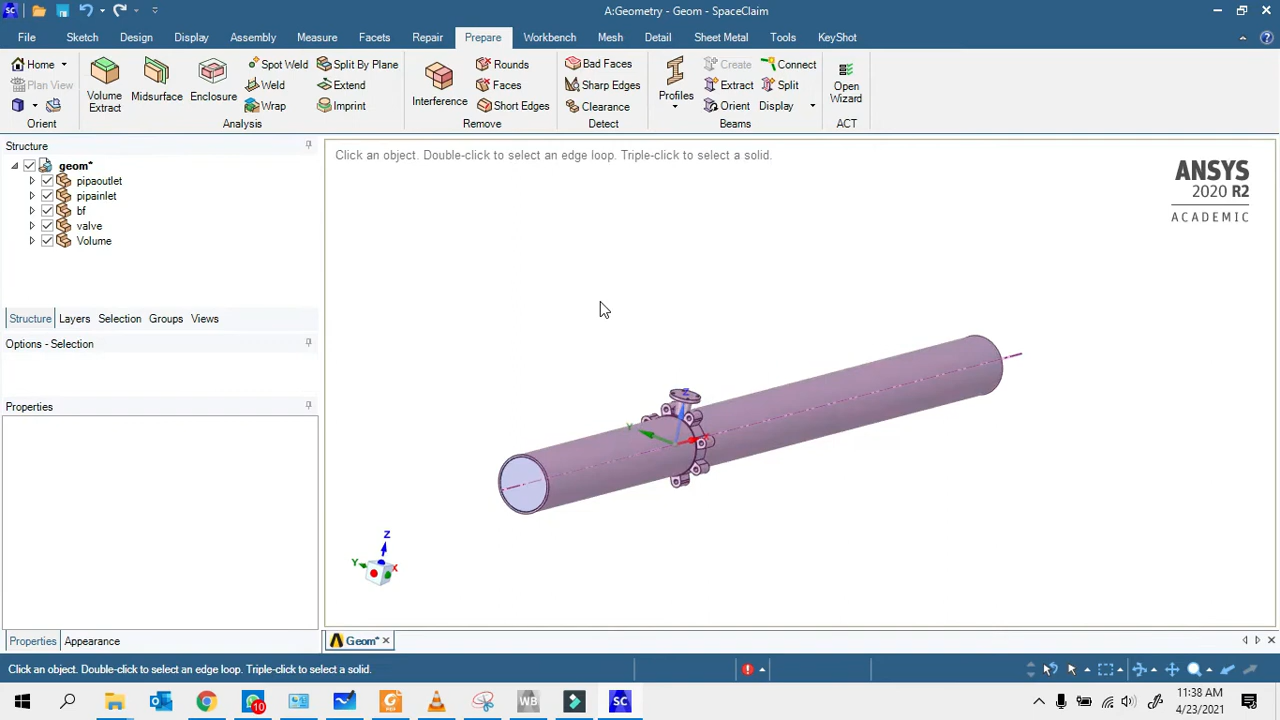 A:Geometry - Geom - SpaceClaim
File Sketch Design Display Assembly Measure Facets Repair Prepare Workbench Mesh Detail Sheet Metal Tools KeyShot
Home
Plan View
Orient
Volume Extract
Midsurface
Enclosure
Spot Weld
Weld
Wrap
Split By Plane
Extend
Imprint
Analysis
Interference
Rounds
Faces
Short Edges
Remove
Bad Faces
Sharp Edges
Clearance
Detect
Profiles
Create
Extract
Orient
Connect
Split
Display
Beams
Open Wizard
ACT
Structure
geom*
pipaoutlet
pipainlet
bf
valve
Volume
Structure Layers Selection Groups Views
Options - Selection
Properties
Properties Appearance
Click an object. Double-click to select an edge loop. Triple-click to select a solid.
ANSYS
2020 R2
ACADEMIC
Y
Z
Z
Y
X
Geom*
Click an object. Double-click to select an edge loop. Triple-click to select a solid.
SC
10
WB
SC
11:38 AM
4/23/2021